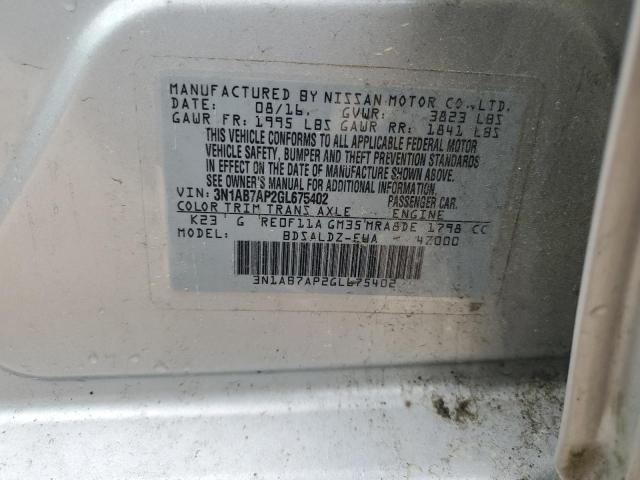 MANUFACTURED BY NISSAN MOTOR CO.,LTD.
DATE: 08/16. GVWR: 3823 LBS
GAWR FR: 1995 LBS GAWR RR: 1841 LBS
THIS VEHICLE CONFORMS TO ALL APPLICABLE FEDERAL MOTOR
VEHICLE SAFETY, BUMPER AND THEFT PREVENTION STANDARDS
IN EFFECT ON THE DATE OF MANUFACTURE SHOWN ABOVE.
SEE OWNER'S MANUAL FOR ADDITIONAL INFORMATION
VIN: 3N1AB7AP2GL675402 PASSENGER CAR.
COLOR TRIM TRANS AXLE ENGINE
K23 G RE0F11A GM35 MRA8DE 1798 CC
MODEL: BDSALDZ-EWA 4Z000
3N1AB7AP2GL675402